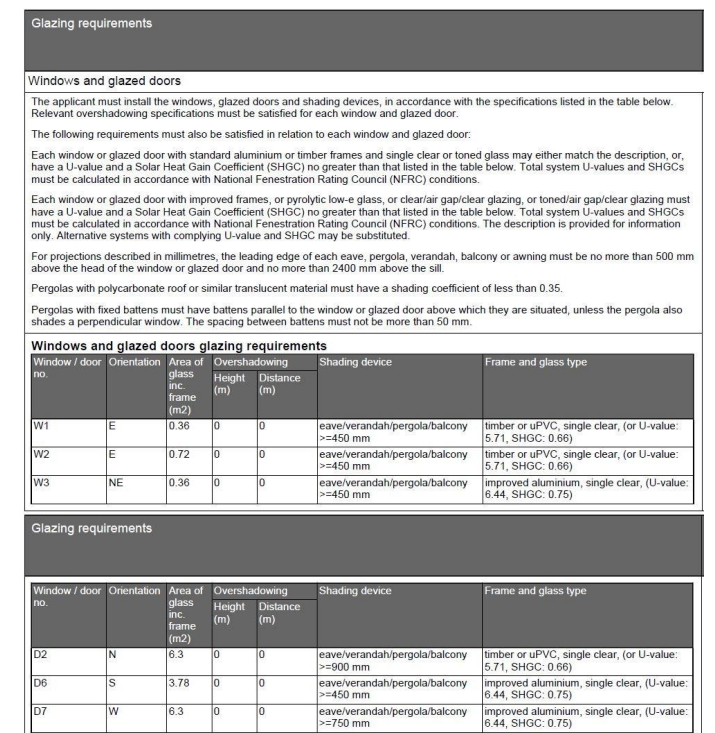 Glazing requirements
Windows and glazed doors
The applicant must install the windows, glazed doors and shading devices, in accordance with the specifications listed in the table below.
Relevant overshadowing specifications must be satisfied for each window and glazed door.
The following requirements must also be satisfied in relation to each window and glazed door:
Each window or glazed door with standard aluminium or timber frames and single clear or toned glass may either match the description, or,
have a U-value and a Solar Heat Gain Coefficient (SHGC) no greater than that listed in the table below. Total system U-values and SHGCs
must be calculated in accordance with National Fenestration Rating Council (NFRC) conditions.
Each window or glazed door with improved frames, or pyrolytic low-e glass, or clear/air gap/clear glazing, or toned/air gap/clear glazing must
have a U-value and a Solar Heat Gain Coefficient (SHGC) no greater than that listed in the table below. Total system U-values and SHGCs
must be calculated in accordance with National Fenestration Rating Council (NFRC) conditions. The description is provided for information
only. Alternative systems with complying U-value and SHGC may be substituted.
For projections described in millimetres, the leading edge of each eave, pergola, verandah, balcony or awning must be no more than 500 mm
above the head of the window or glazed door and no more than 2400 mm above the sill.
Pergolas with polycarbonate roof or similar translucent material must have a shading coefficient of less than 0.35.
Pergolas with fixed battens must have battens parallel to the window or glazed door above which they are situated, unless the pergola also
shades a perpendicular window. The spacing between battens must not be more than 50 mm.
Windows and glazed doors glazing requirements
Window / door Orientation Area of Overshadowing Shading device Frame and glass type
no. glass Height Distance
inc. (m) (m)
frame
(m2)
W1 E 0.36 0 0 eave/verandah/pergola/balcony timber or uPVC, single clear, (or U-value:
>=450 mm 5.71, SHGC: 0.66)
W2 E 0.72 0 0 eave/verandah/pergola/balcony timber or uPVC, single clear, (or U-value:
>=450 mm 5.71, SHGC: 0.66)
W3 NE 0.36 0 0 eave/verandah/pergola/balcony improved aluminium, single clear, (U-value:
>=450 mm 6.44, SHGC: 0.75)
Glazing requirements
Window / door Orientation Area of Overshadowing Shading device Frame and glass type
no. glass Height Distance
inc. (m) (m)
frame
(m2)
D2 N 6.3 0 0 eave/verandah/pergola/balcony timber or uPVC, single clear, (or U-value:
>=900 mm 5.71, SHGC: 0.66)
D6 S 3.78 0 0 eave/verandah/pergola/balcony improved aluminium, single clear, (U-value:
>=450 mm 6.44, SHGC: 0.75)
D7 W 6.3 0 0 eave/verandah/pergola/balcony improved aluminium, single clear, (U-value:
>=750 mm 6.44, SHGC: 0.75)